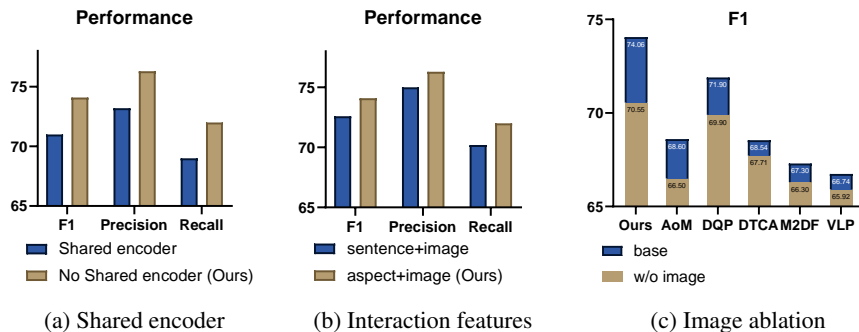 Performance
75
70
65
F1 Precision Recall
Shared encoder
No Shared encoder (Ours)
(a) Shared encoder
Performance
75
70
65
F1 Precision Recall
sentence+image
aspect+image (Ours)
(b) Interaction features
F1
75
70
65
74.06
70.55
68.60
66.50
71.90
69.90
68.54
67.71
67.30
66.30
66.74
65.92
Ours AoM DQP DTCA M2DF VLP
base
w/o image
(c) Image ablation